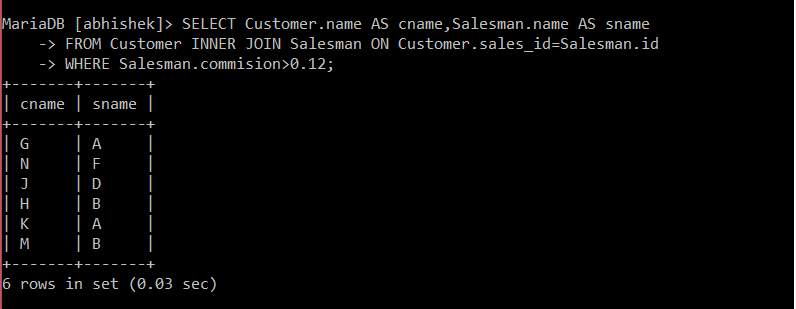 MariaDB [abhishek]> SELECT Customer.name AS cname,Salesman.name AS sname
    -> FROM Customer INNER JOIN Salesman ON Customer.sales_id=Salesman.id
    -> WHERE Salesman.commision>0.12;
+-------+-------+
| cname | sname |
+-------+-------+
| G     | A     |
| N     | F     |
| J     | D     |
| H     | B     |
| K     | A     |
| M     | B     |
+-------+-------+
6 rows in set (0.03 sec)